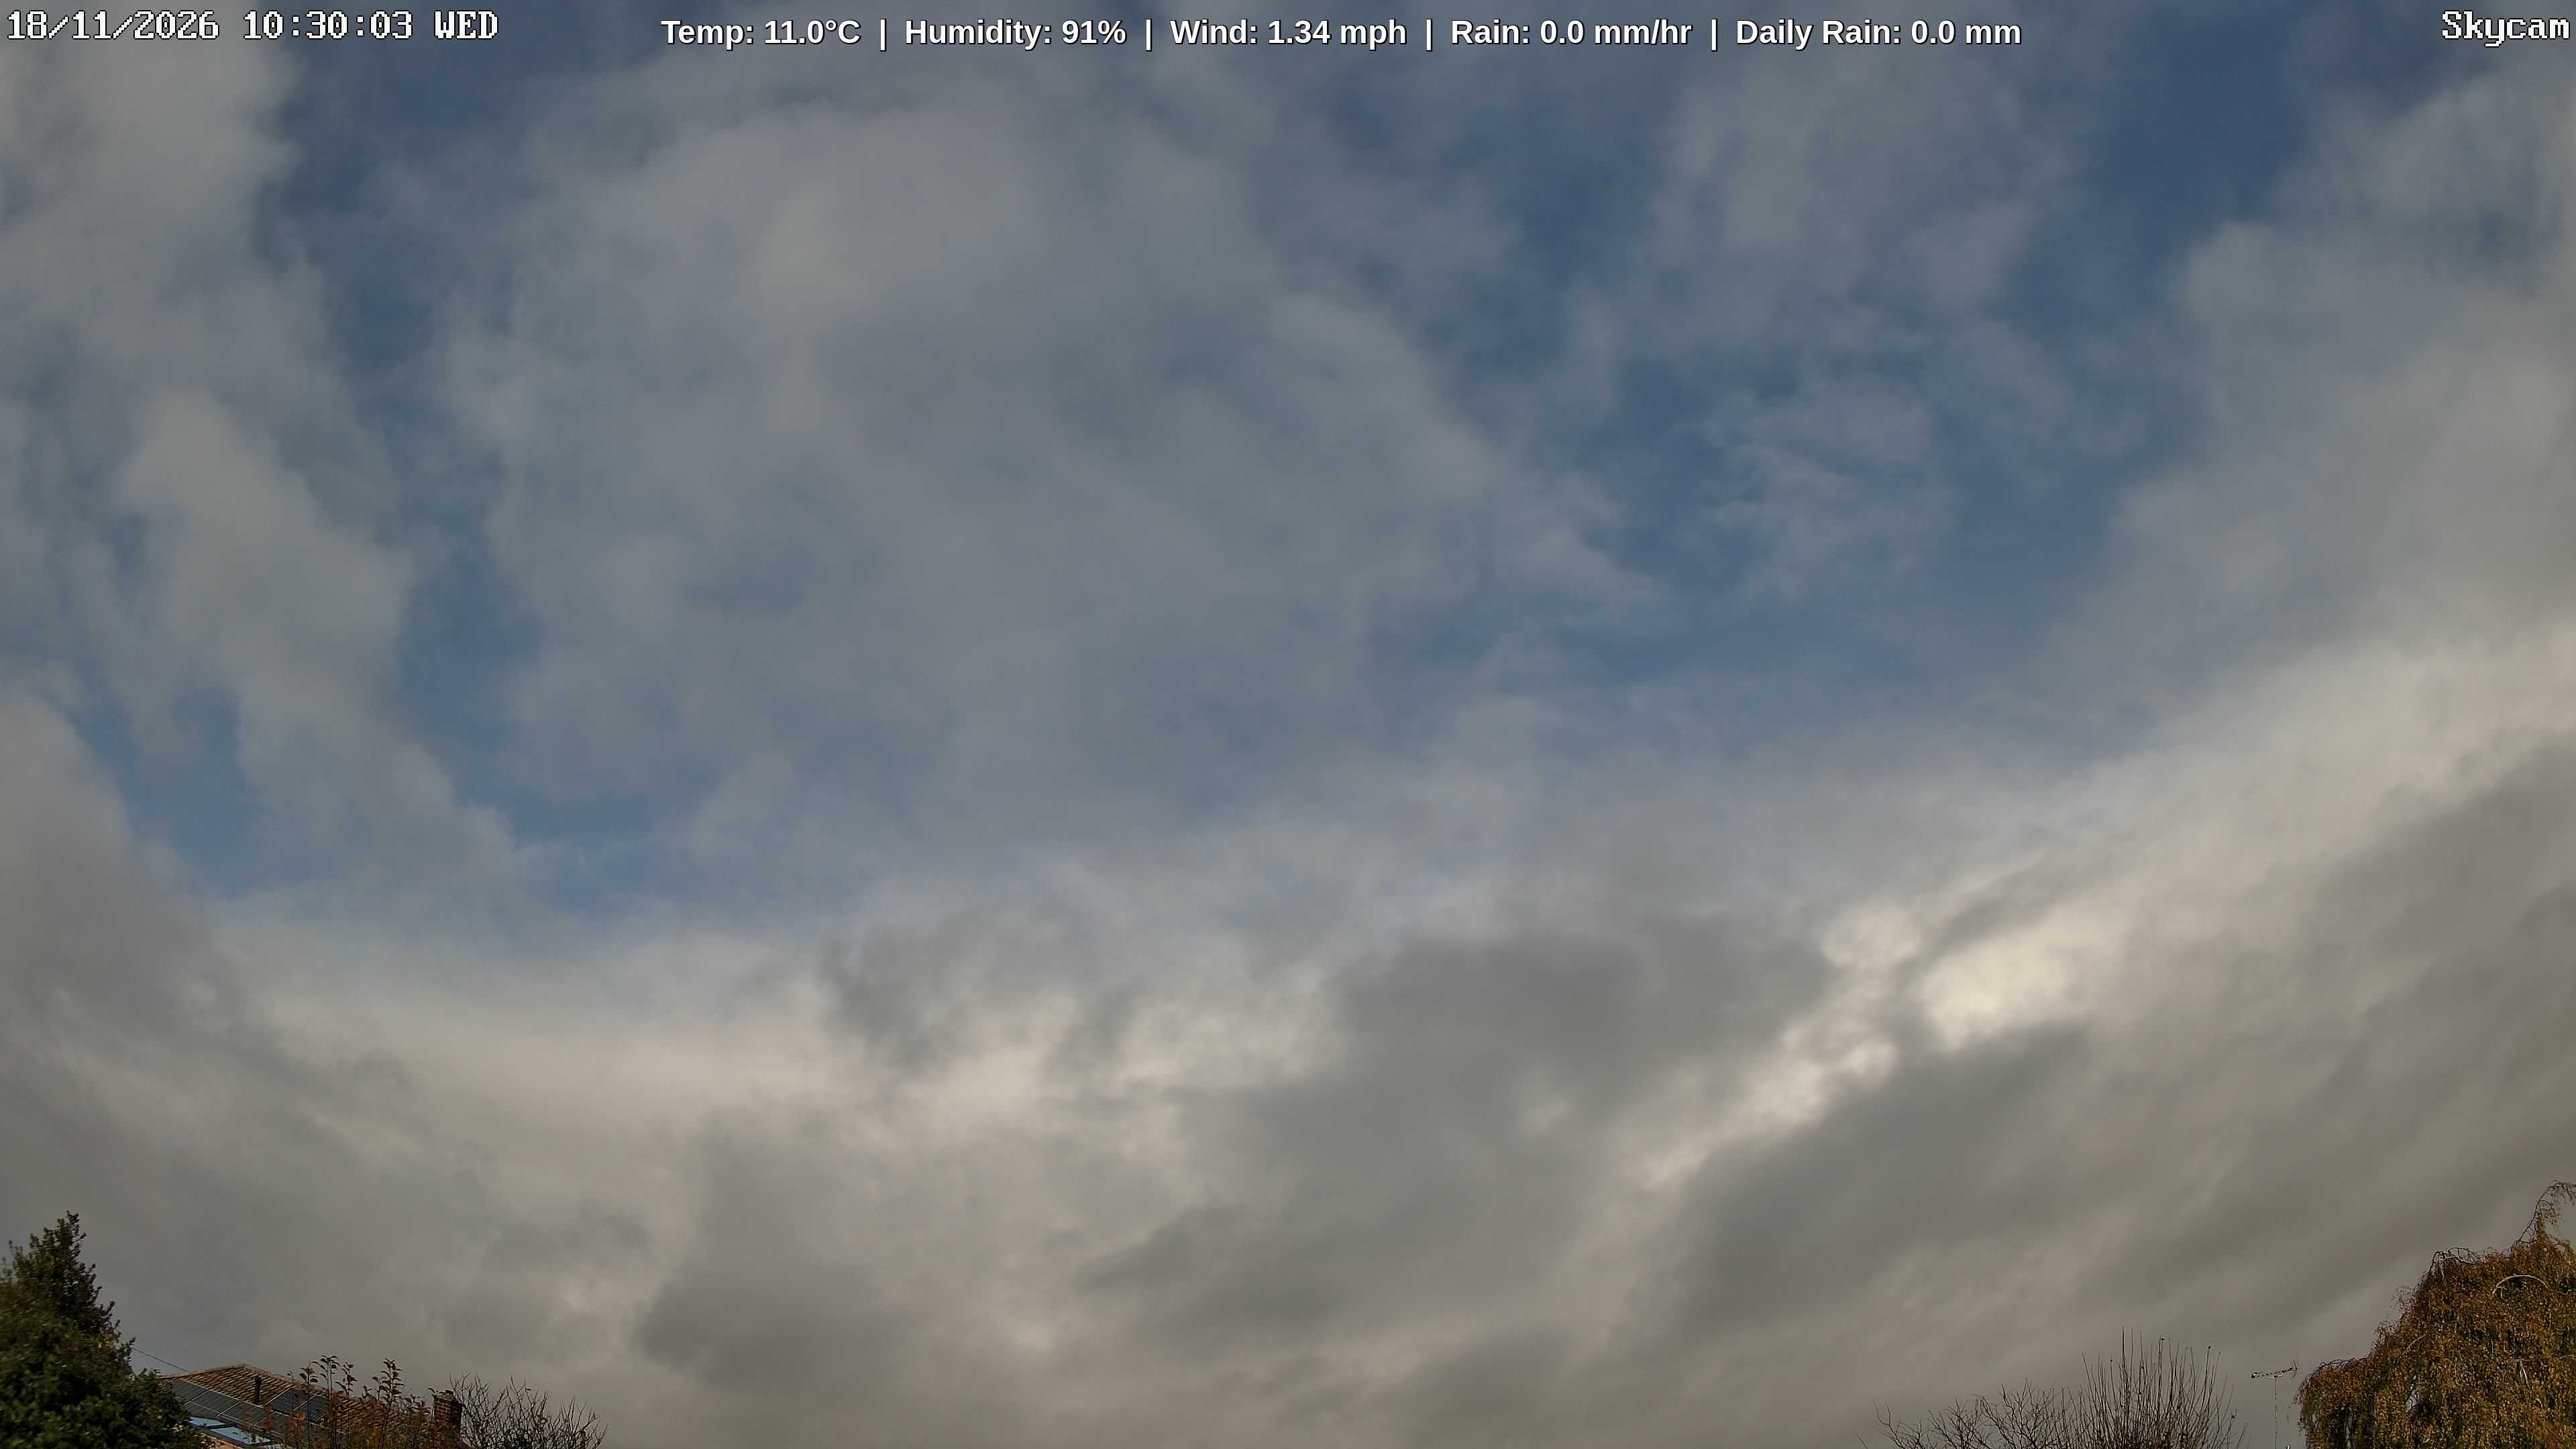 18/11/2026 10:30:03 WED
Temp: 11.0°C | Humidity: 91% | Wind: 1.34 mph | Rain: 0.0 mm/hr | Daily Rain: 0.0 mm
Skycam